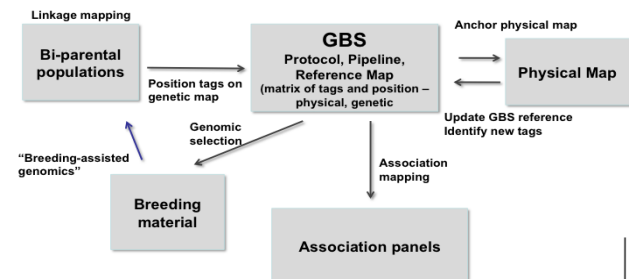 Linkage mapping
Bi-parental
populations
Position tags on
genetic map
GBS
Protocol, Pipeline,
Reference Map
(matrix of tags and position –
physical, genetic
Anchor physical map
Physical Map
Update GBS reference
Identify new tags
Genomic
selection
"Breeding-assisted
genomics"
Association
mapping
Breeding
material
Association panels